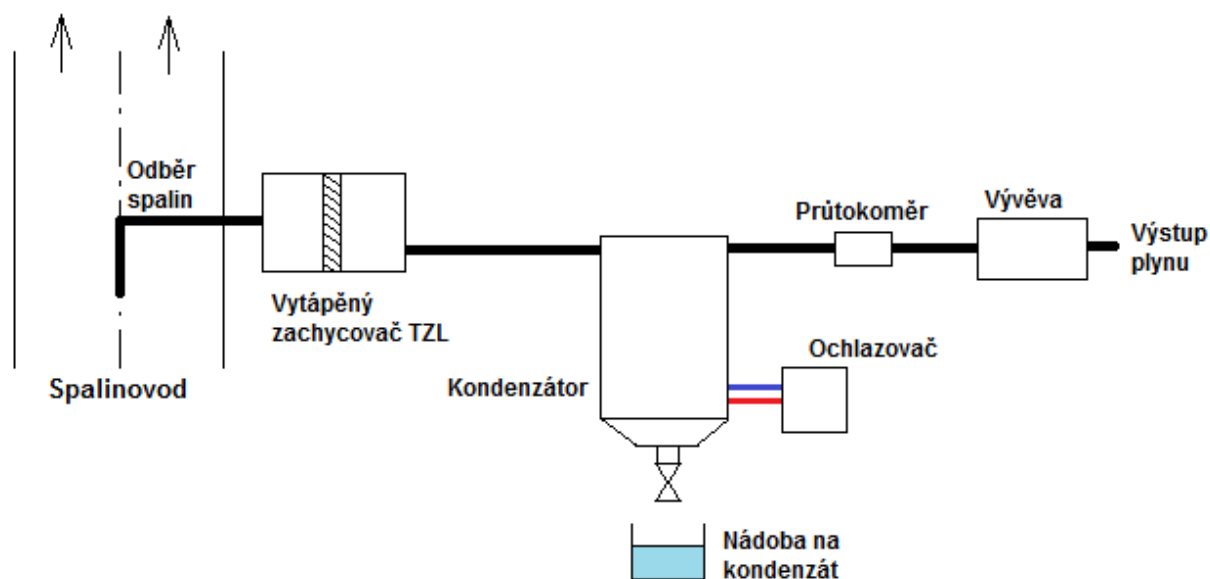 Odběr
spalin
Vytápěný
zachycovač TZL
Spalinovod
Kondenzátor
Průtokoměr
Vývěva
Výstup
plynu
Ochlazovač
Nádoba na
kondenzát